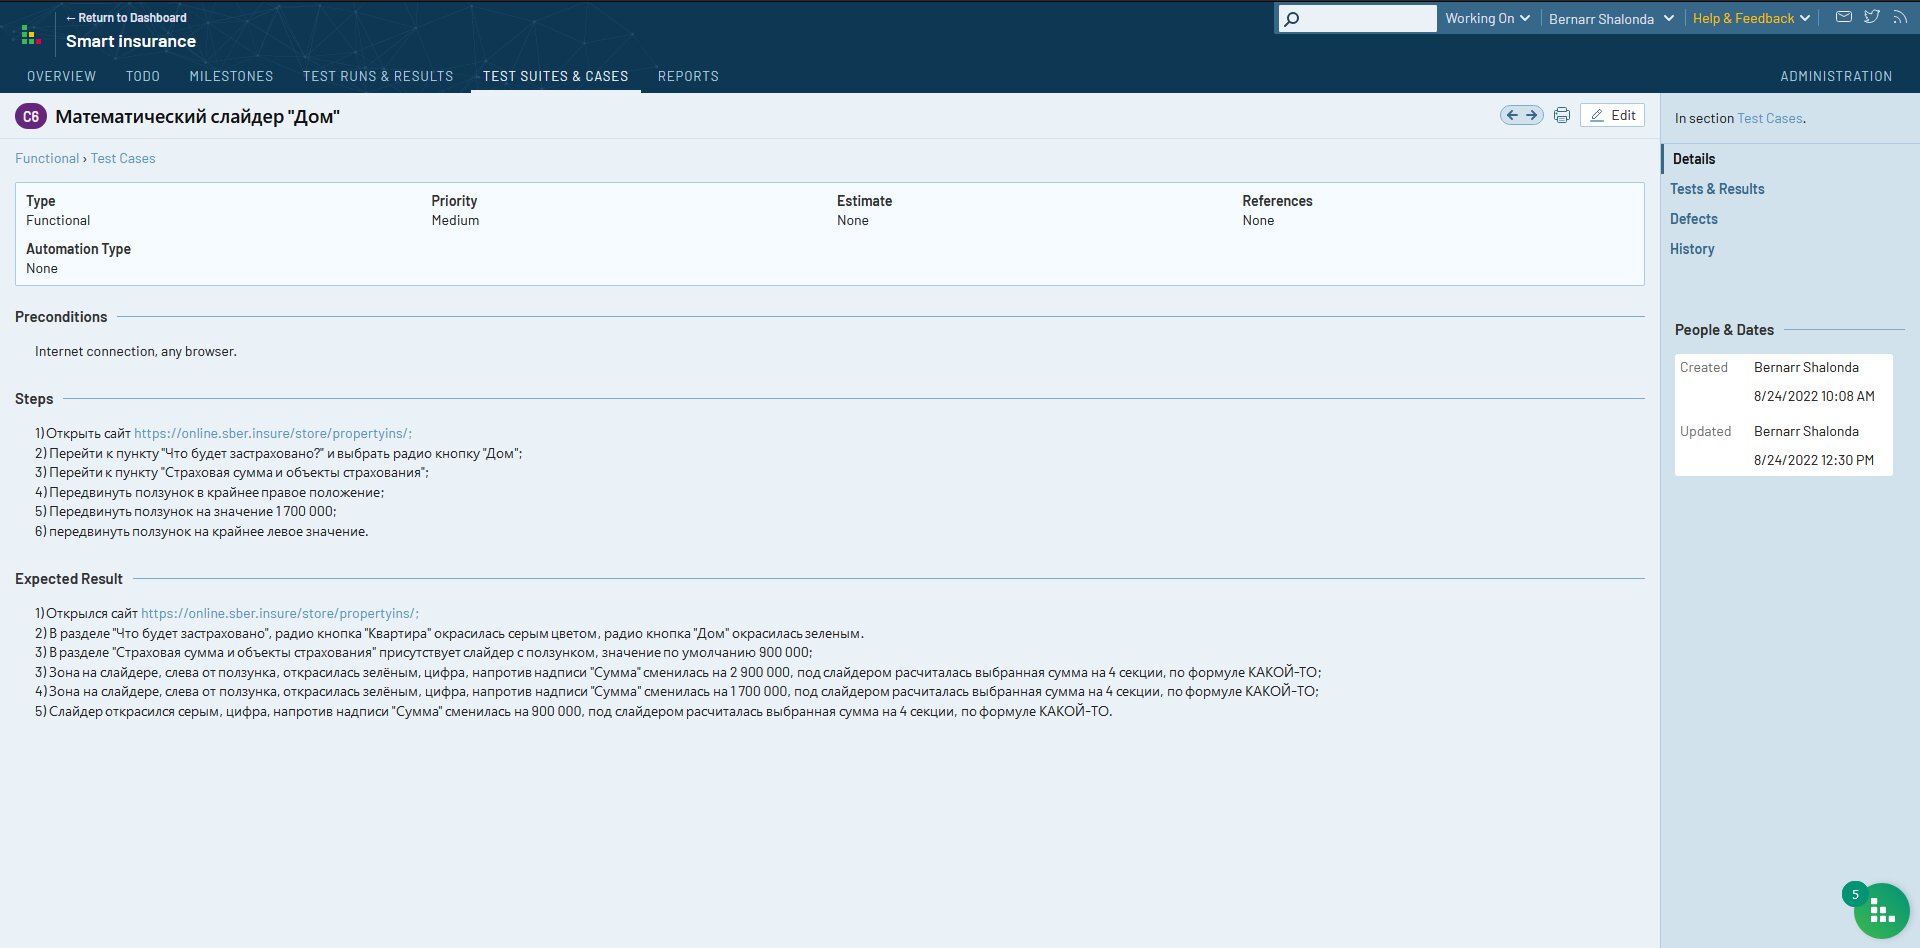 ← Return to Dashboard
Smart insurance
Working On
Bernarr Shalonda
Help & Feedback
OVERVIEW TODO MILESTONES TEST RUNS & RESULTS TEST SUITES & CASES REPORTS ADMINISTRATION
C6 Математический слайдер "Дом"
Edit
Functional › Test Cases
Type Priority Estimate References
Functional Medium None None
Automation Type
None
Preconditions
Internet connection, any browser.
Steps
1) Открыть сайт https://online.sber.insure/store/propertyins/;
2) Перейти к пункту "Что будет застраховано?" и выбрать радио кнопку "Дом";
3) Перейти к пункту "Страховая сумма и объекты страхования";
4) Передвинуть ползунок в крайнее правое положение;
5) Передвинуть ползунок на значение 1 700 000;
6) передвинуть ползунок на крайнее левое значение.
Expected Result
1) Открылся сайт https://online.sber.insure/store/propertyins/;
2) В разделе "Что будет застраховано", радио кнопка "Квартира" окрасилась серым цветом, радио кнопка "Дом" окрасилась зеленым.
3) В разделе "Страховая сумма и объекты страхования" присутствует слайдер с ползунком, значение по умолчанию 900 000;
3) Зона на слайдере, слева от ползунка, открасилась зелёным, цифра, напротив надписи "Сумма" сменилась на 2 900 000, под слайдером расчиталась выбранная сумма на 4 секции, по формуле КАКОЙ-ТО;
4) Зона на слайдере, слева от ползунка, открасилась зелёным, цифра, напротив надписи "Сумма" сменилась на 1 700 000, под слайдером расчиталась выбранная сумма на 4 секции, по формуле КАКОЙ-ТО;
5) Слайдер открасился серым, цифра, напротив надписи "Сумма" сменилась на 900 000, под слайдером расчиталась выбранная сумма на 4 секции, по формуле КАКОЙ-ТО.
In section Test Cases.
Details
Tests & Results
Defects
History
People & Dates
Created Bernarr Shalonda
8/24/2022 10:08 AM
Updated Bernarr Shalonda
8/24/2022 12:30 PM
5